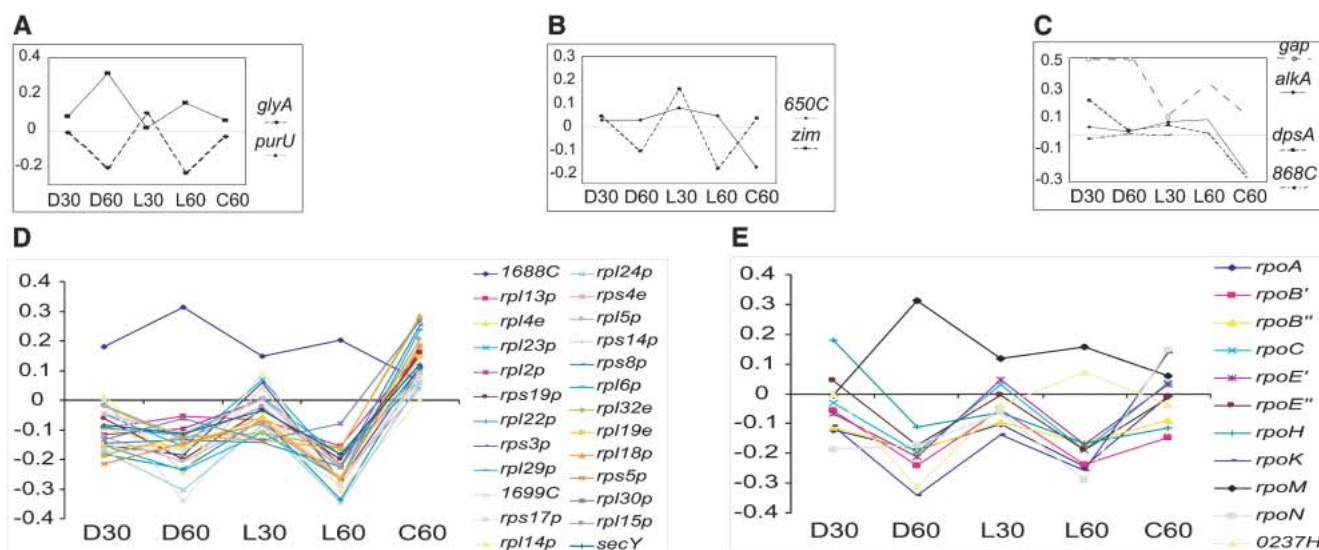 A
0.4
0.2
0
-0.2
D30 D60 L30 L60 C60
glyA
purU
B
0.3
0.2
0.1
0
-0.1
-0.2
D30 D60 L30 L60 C60
650C
zim
C
0.5
0.3
0.1
-0.1
-0.3
D30 D60 L30 L60 C60
gap
alkA
dpsA
868C
D
0.4
0.3
0.2
0.1
0
-0.1
-0.2
-0.3
-0.4
D30 D60 L30 L60 C60
1688C rpl24p
rpl13p rps4e
rpl4e rpl5p
rpl23p rps14p
rpl2p rps8p
rps19p rpl6p
rpl22p rpl32e
rps3p rpl19e
rpl29p rpl18p
1699C rps5p
rps17p rpl30p
rpl14p rpl15p
secY
E
0.4
0.3
0.2
0.1
0
-0.1
-0.2
-0.3
-0.4
D30 D60 L30 L60 C60
rpoA
rpoB'
rpoB"
rpoC
rpoE'
rpoE"
rpoH
rpoK
rpoM
rpoN
0237H